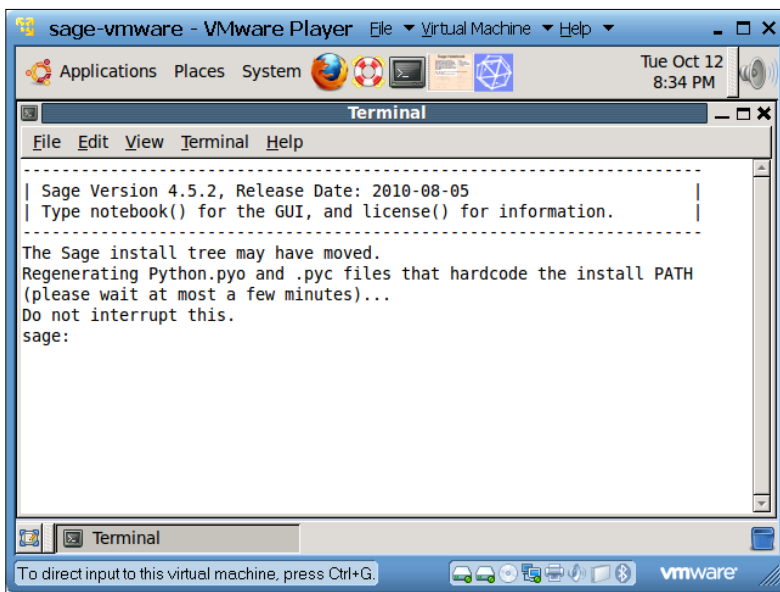 sage-vmware - VMware Player File Virtual Machine Help
Applications Places System Tue Oct 12
8:34 PM
Terminal
File Edit View Terminal Help
-----------------------------------------------------------------------
| Sage Version 4.5.2, Release Date: 2010-08-05 |
| Type notebook() for the GUI, and license() for information. |
-----------------------------------------------------------------------
The Sage install tree may have moved.
Regenerating Python.pyo and .pyc files that hardcode the install PATH
(please wait at most a few minutes)...
Do not interrupt this.
sage:
Terminal
To direct input to this virtual machine, press Ctrl+G. vmware